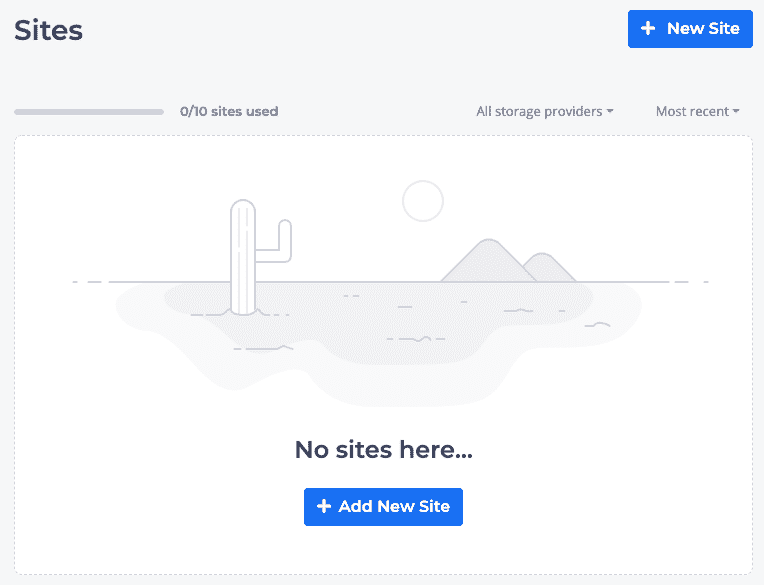 Sites
+ New Site
0/10 sites used
All storage providers
Most recent
No sites here...
+ Add New Site